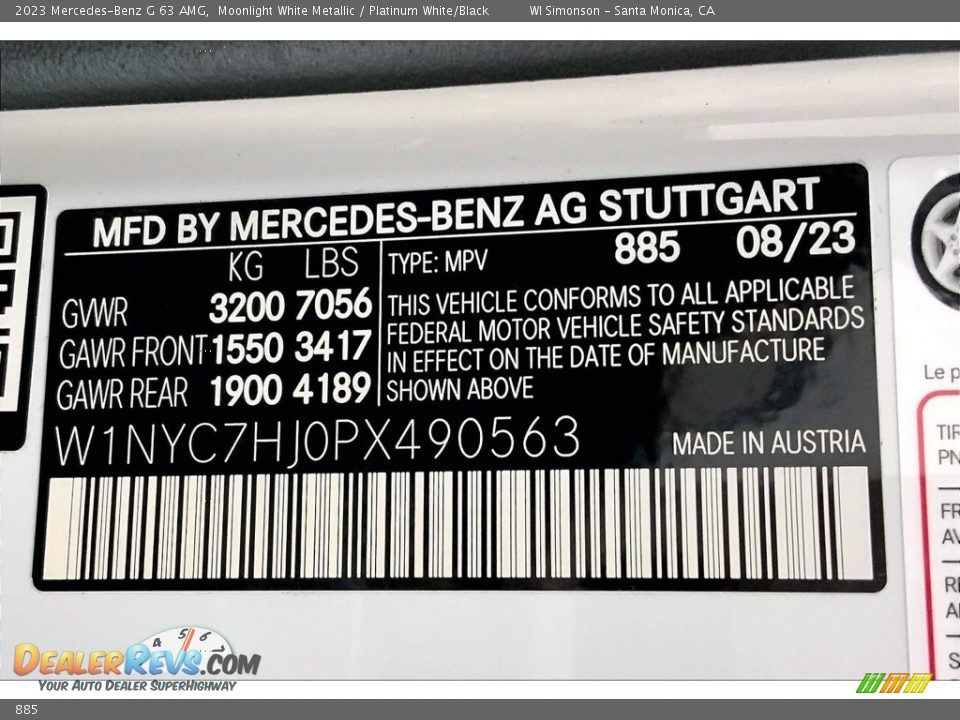 2023 Mercedes-Benz G 63 AMG, Moonlight White Metallic / Platinum White/Black WI Simonson - Santa Monica, CA
MFD BY MERCEDES-BENZ AG STUTTGART
KG LBS
GVWR 3200 7056
GAWR FRONT 1550 3417
GAWR REAR 1900 4189
TYPE: MPV 885 08/23
THIS VEHICLE CONFORMS TO ALL APPLICABLE
FEDERAL MOTOR VEHICLE SAFETY STANDARDS
IN EFFECT ON THE DATE OF MANUFACTURE
SHOWN ABOVE
W1NYC7HJ0PX490563 MADE IN AUSTRIA
Le p
TIR
PN
FR
AV
RE
S
4 5 6
DEALERREVS.COM
YOUR AUTO DEALER SUPERHIGHWAY
885